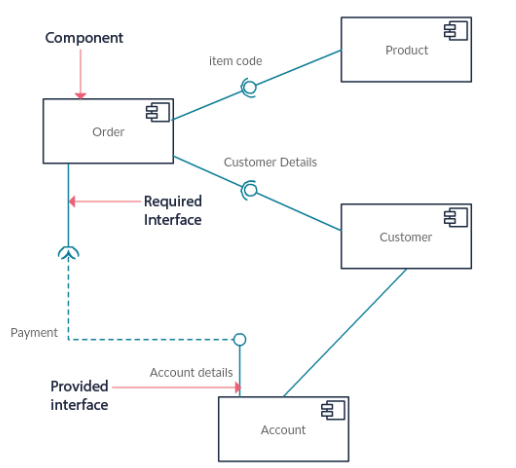 Component
item code
Product
Order
Customer Details
Required
Interface
Customer
Payment
Account details
Provided
interface
Account